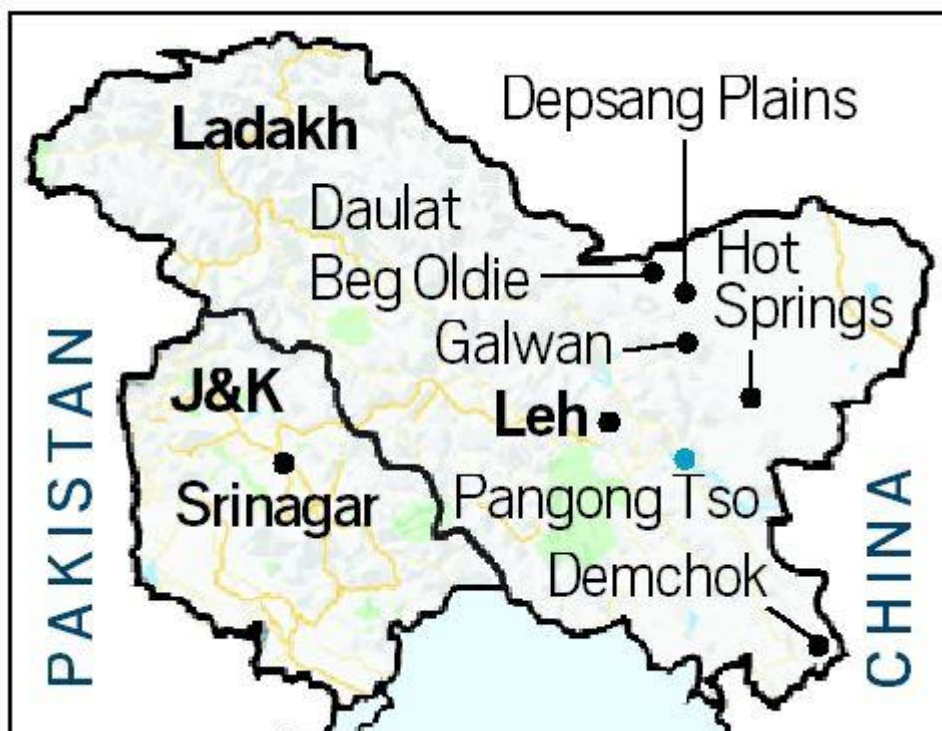 Depsang Plains
Ladakh
Daulat
Beg Oldie
Hot
Springs
Galwan
J&K
Leh
Srinagar
Pangong Tso
Demchok
PAKISTAN
CHINA